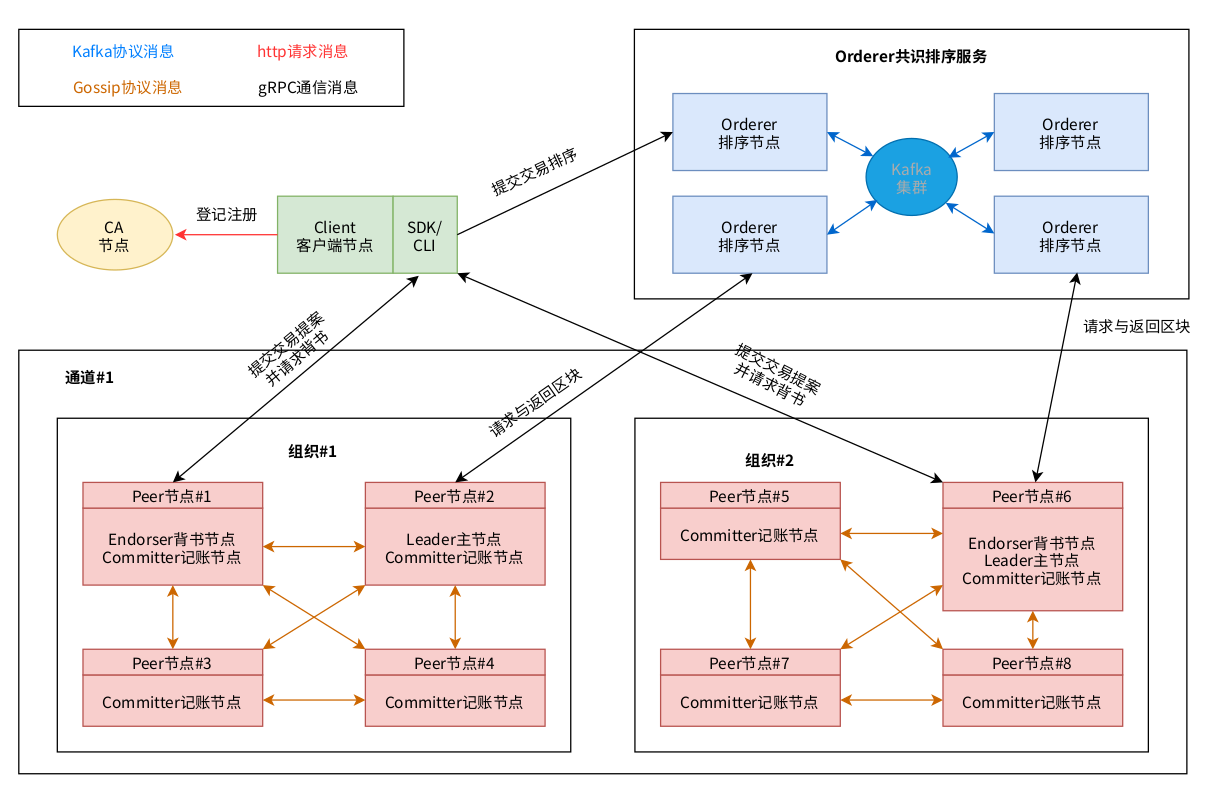 Kafka协议消息
http请求消息
Gossip协议消息
gRPC通信消息
Orderer共识排序服务
Orderer
排序节点
Orderer
排序节点
Kafka
集群
Orderer
排序节点
Orderer
排序节点
提交交易排序
CA
节点
登记注册
Client
客户端节点
SDK/
CLI
提交交易提案
并请求背书
请求与返回区块
提交交易提案
并请求背书
请求与返回区块
通道#1
组织#1
Peer节点#1
Endorser背书节点
Committer记账节点
Peer节点#2
Leader主节点
Committer记账节点
Peer节点#3
Committer记账节点
Peer节点#4
Committer记账节点
组织#2
Peer节点#5
Committer记账节点
Peer节点#6
Endorser背书节点
Leader主节点
Committer记账节点
Peer节点#7
Committer记账节点
Peer节点#8
Committer记账节点